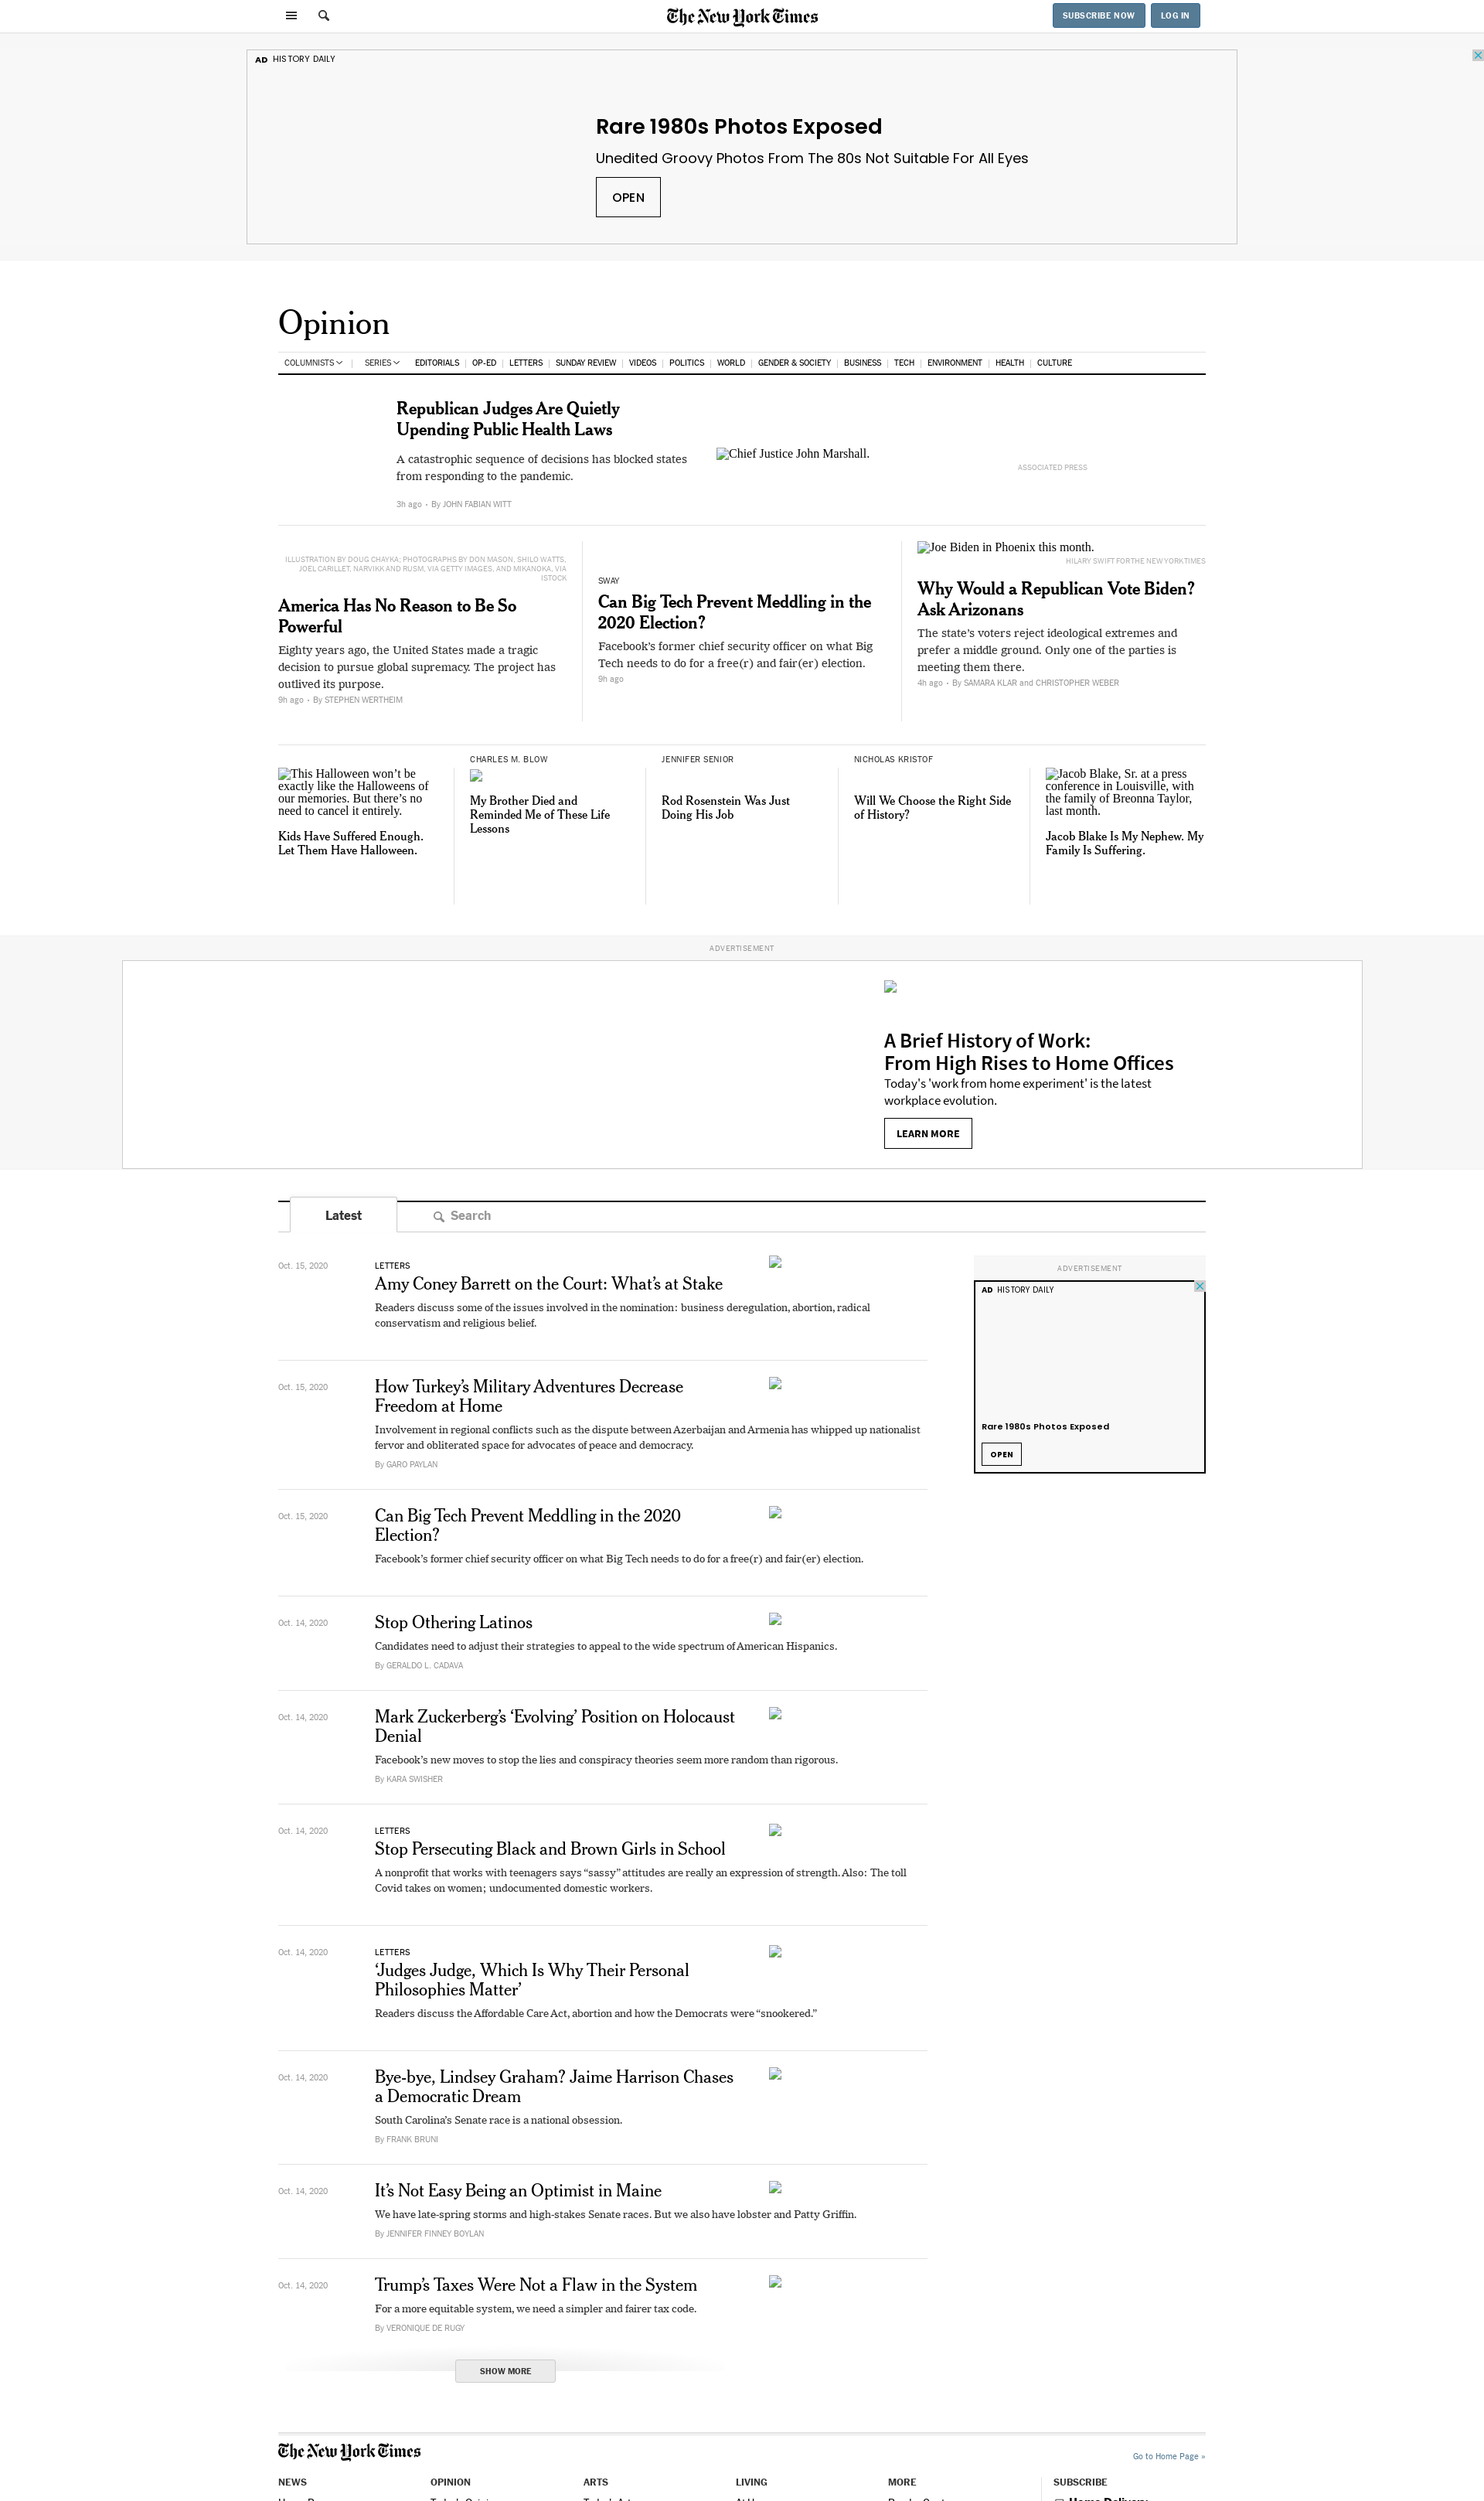 The New York Times
SUBSCRIBE NOW
LOG IN
AD HISTORY DAILY
Rare 1980s Photos Exposed
Unedited Groovy Photos From The 80s Not Suitable For All Eyes
OPEN
Opinion
COLUMNISTS | SERIES EDITORIALS | OP-ED | LETTERS | SUNDAY REVIEW | VIDEOS | POLITICS | WORLD | GENDER & SOCIETY | BUSINESS | TECH | ENVIRONMENT | HEALTH | CULTURE
Republican Judges Are Quietly
Upending Public Health Laws
A catastrophic sequence of decisions has blocked states
from responding to the pandemic.
3h ago • By JOHN FABIAN WITT
Chief Justice John Marshall.
ASSOCIATED PRESS
ILLUSTRATION BY DOUG CHAYKA; PHOTOGRAPHS BY DON MASON, SHILO WATTS,
JOEL CARILLET, NARVIKK AND RUSM, VIA GETTY IMAGES, AND MIKANOKA, VIA
ISTOCK
America Has No Reason to Be So
Powerful
Eighty years ago, the United States made a tragic
decision to pursue global supremacy. The project has
outlived its purpose.
9h ago • By STEPHEN WERTHEIM
SWAY
Can Big Tech Prevent Meddling in the
2020 Election?
Facebook’s former chief security officer on what Big
Tech needs to do for a free(r) and fair(er) election.
9h ago
Joe Biden in Phoenix this month.
HILARY SWIFT FOR THE NEW YORK TIMES
Why Would a Republican Vote Biden?
Ask Arizonans
The state’s voters reject ideological extremes and
prefer a middle ground. Only one of the parties is
meeting them there.
4h ago • By SAMARA KLAR and CHRISTOPHER WEBER
This Halloween won’t be
exactly like the Halloweens of
our memories. But there’s no
need to cancel it entirely.
Kids Have Suffered Enough.
Let Them Have Halloween.
CHARLES M. BLOW
My Brother Died and
Reminded Me of These Life
Lessons
JENNIFER SENIOR
Rod Rosenstein Was Just
Doing His Job
NICHOLAS KRISTOF
Will We Choose the Right Side
of History?
Jacob Blake, Sr. at a press
conference in Louisville, with
the family of Breonna Taylor,
last month.
Jacob Blake Is My Nephew. My
Family Is Suffering.
ADVERTISEMENT
A Brief History of Work:
From High Rises to Home Offices
Today's 'work from home experiment' is the latest
workplace evolution.
LEARN MORE
Latest
Search
Oct. 15, 2020
LETTERS
Amy Coney Barrett on the Court: What’s at Stake
Readers discuss some of the issues involved in the nomination: business deregulation, abortion, radical
conservatism and religious belief.
ADVERTISEMENT
AD HISTORY DAILY
Rare 1980s Photos Exposed
OPEN
Oct. 15, 2020
How Turkey’s Military Adventures Decrease
Freedom at Home
Involvement in regional conflicts such as the dispute between Azerbaijan and Armenia has whipped up nationalist
fervor and obliterated space for advocates of peace and democracy.
By GARO PAYLAN
Oct. 15, 2020
Can Big Tech Prevent Meddling in the 2020
Election?
Facebook’s former chief security officer on what Big Tech needs to do for a free(r) and fair(er) election.
Oct. 14, 2020
Stop Othering Latinos
Candidates need to adjust their strategies to appeal to the wide spectrum of American Hispanics.
By GERALDO L. CADAVA
Oct. 14, 2020
Mark Zuckerberg’s ‘Evolving’ Position on Holocaust
Denial
Facebook’s new moves to stop the lies and conspiracy theories seem more random than rigorous.
By KARA SWISHER
Oct. 14, 2020
LETTERS
Stop Persecuting Black and Brown Girls in School
A nonprofit that works with teenagers says “sassy” attitudes are really an expression of strength. Also: The toll
Covid takes on women; undocumented domestic workers.
Oct. 14, 2020
LETTERS
‘Judges Judge, Which Is Why Their Personal
Philosophies Matter’
Readers discuss the Affordable Care Act, abortion and how the Democrats were “snookered.”
Oct. 14, 2020
Bye-bye, Lindsey Graham? Jaime Harrison Chases
a Democratic Dream
South Carolina’s Senate race is a national obsession.
By FRANK BRUNI
Oct. 14, 2020
It’s Not Easy Being an Optimist in Maine
We have late-spring storms and high-stakes Senate races. But we also have lobster and Patty Griffin.
By JENNIFER FINNEY BOYLAN
Oct. 14, 2020
Trump’s Taxes Were Not a Flaw in the System
For a more equitable system, we need a simpler and fairer tax code.
By VERONIQUE DE RUGY
SHOW MORE
The New York Times
Go to Home Page »
NEWS
OPINION
ARTS
LIVING
MORE
SUBSCRIBE